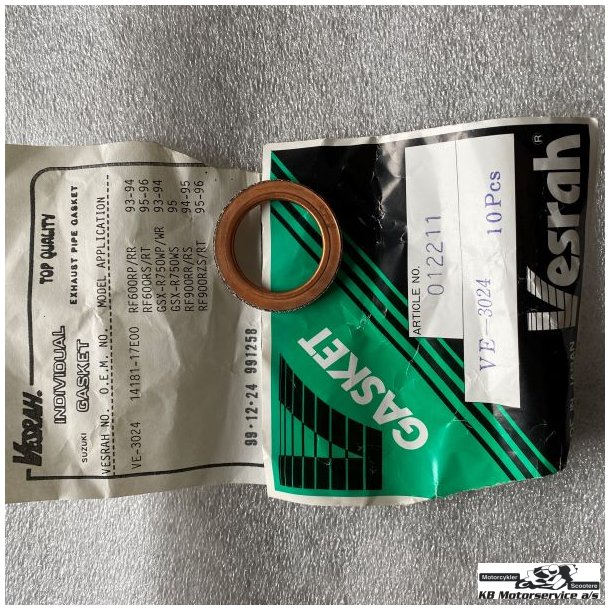 VESRAH.
TOP QUALITY
INDIVIDUAL EXHAUST PIPE GASKET
SUZUKI GASKET
VESRAH NO. O.E.M. NO. MODEL APPLICATION
VE-3024 14181-17E00 RF600RP/RR 93-94
RF600RS/RT 95-96
GSX-R750WP/WR 93-94
GSX-R750WS 95
RF900RR/RS 94-95
RF900RZS/RT 95-96
99.12-24 991258
GASKET
ARTICLE NO.
012211
VE-3024 10Pcs
Vesrah
R
Motorcykler Scootere
KB Motorservice a/s